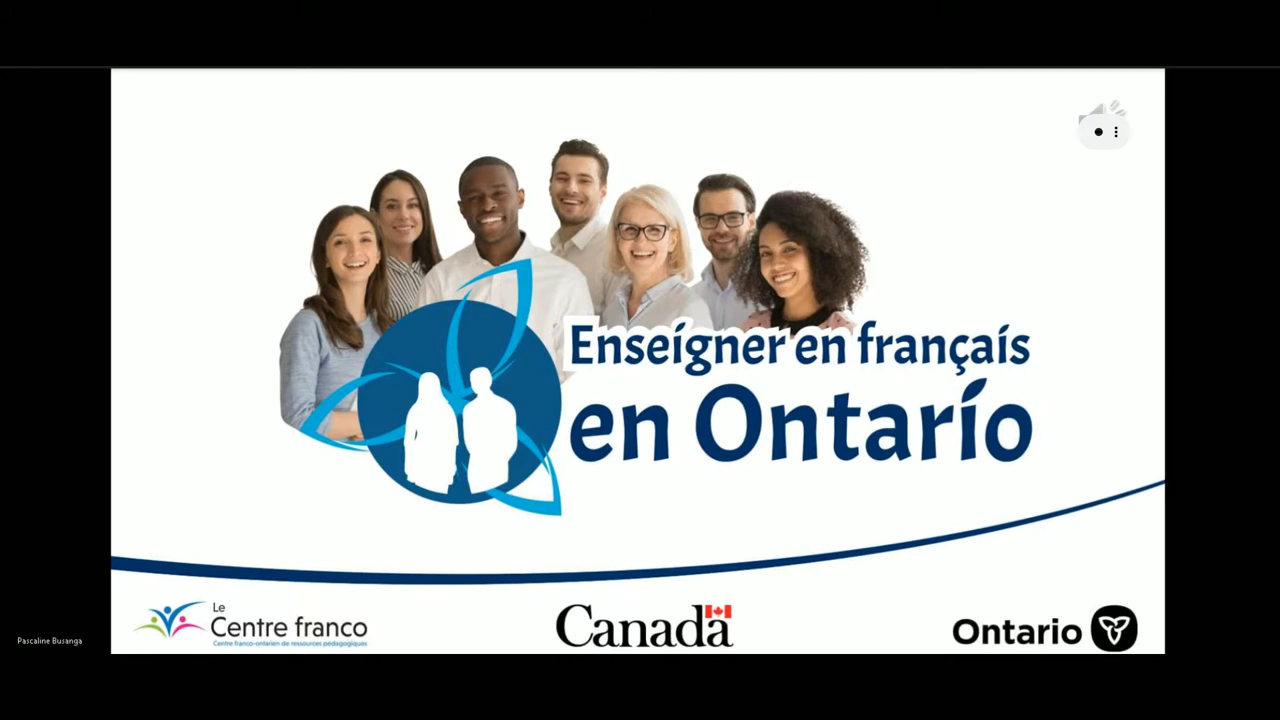 Enseigner en français
en Ontario
Le
Centre franco
Centre franco-ontarien de ressources pédagogiques
Canada
Ontario
Pascaline Busanga